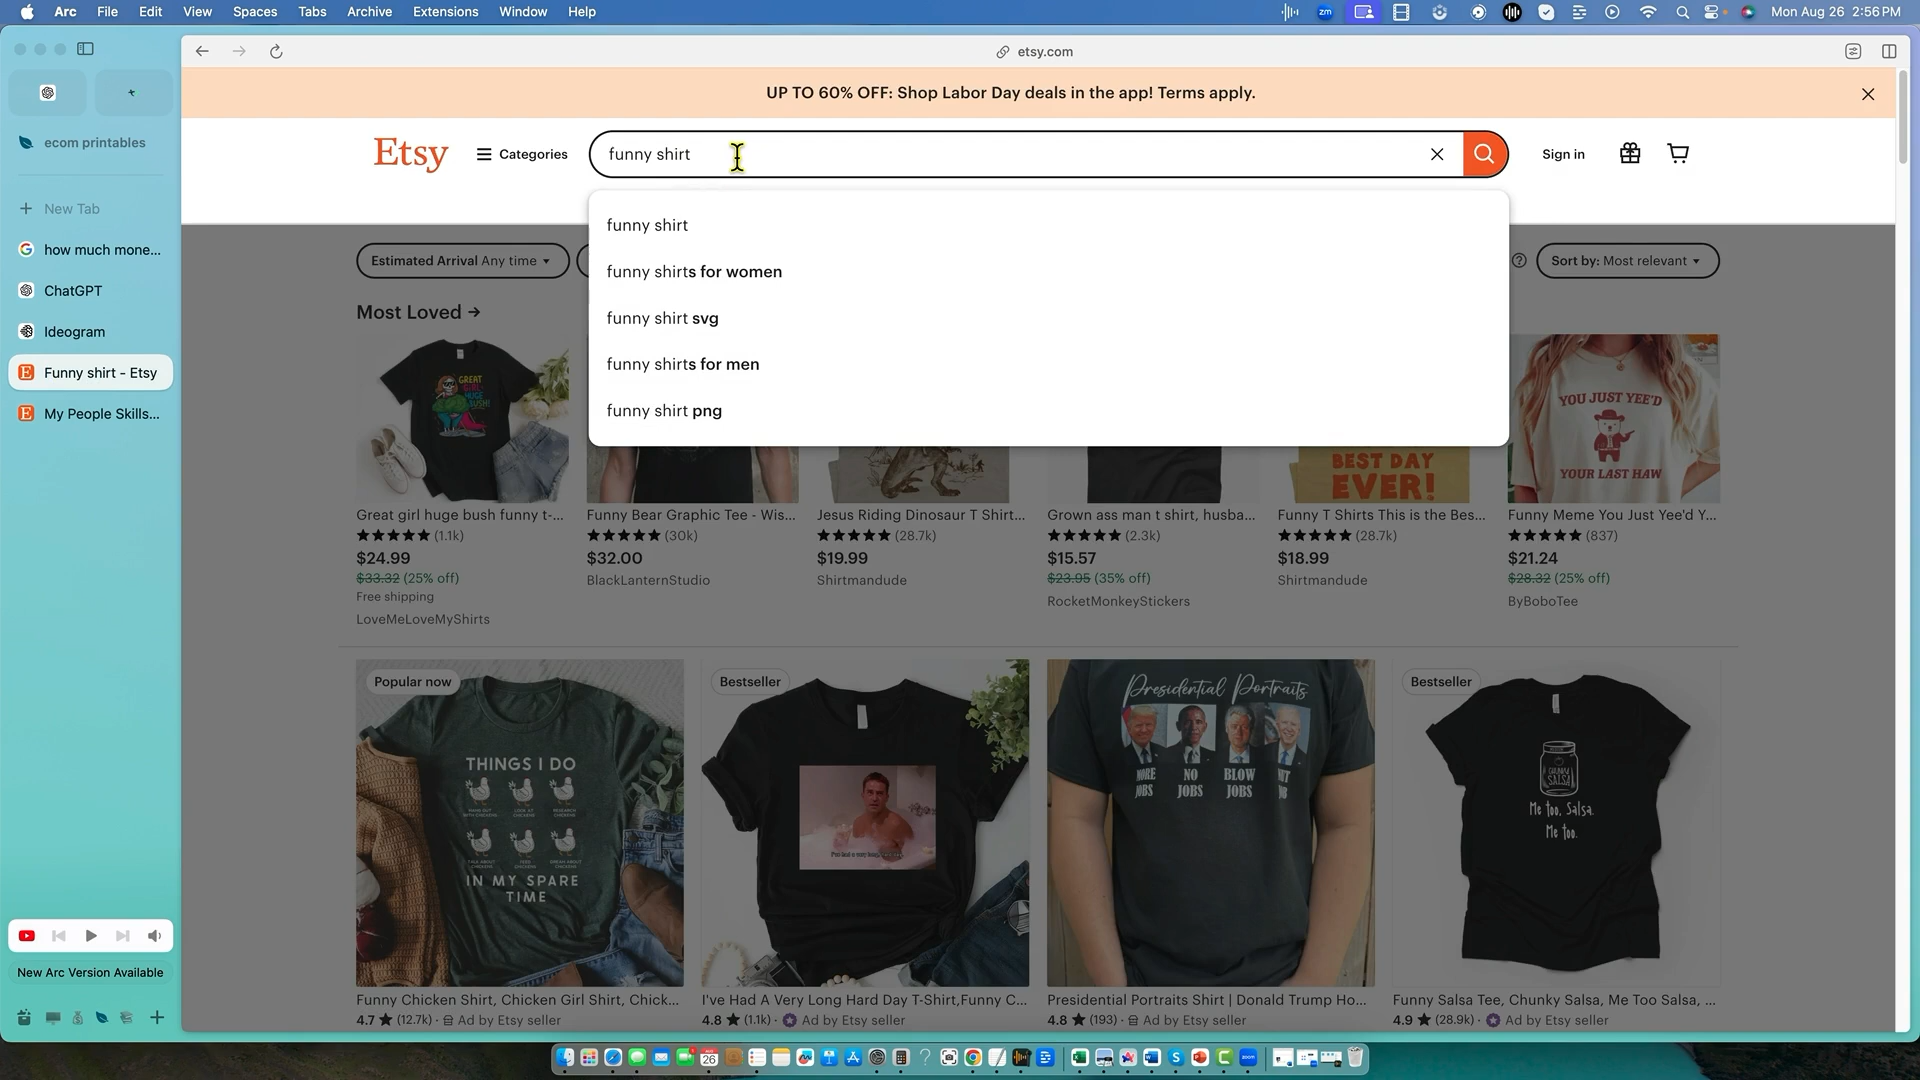 Arc File Edit View Spaces Tabs Archive Extensions Window Help
Mon Aug 26 2:56 PM
etsy.com
UP TO 60% OFF: Shop Labor Day deals in the app! Terms apply.
ecom printables
New Tab
how much mone...
ChatGPT
Ideogram
Funny shirt - Etsy
My People Skills...
New Arc Version Available
Etsy
Categories
funny shirt
Sign in
funny shirt
funny shirts for women
funny shirt svg
funny shirts for men
funny shirt png
Estimated Arrival Any time
Sort by: Most relevant
Most Loved
GREAT
GIRL
HUGE
BUSH!
BEST DAY
EVER!
YOU JUST YEE'D
YOUR LAST HAW
Great girl huge bush funny t-...
(1.1k)
$24.99
$33.32 (25% off)
Free shipping
LoveMeLoveMyShirts
Funny Bear Graphic Tee - Wis...
(30k)
$32.00
BlackLanternStudio
Jesus Riding Dinosaur T Shirt...
(28.7k)
$19.99
Shirtmandude
Grown ass man t shirt, husba...
(2.3k)
$15.57
$23.95 (35% off)
RocketMonkeyStickers
Funny T Shirts This is the Bes...
(28.7k)
$18.99
Shirtmandude
Funny Meme You Just Yee'd Y...
(837)
$21.24
$28.32 (25% off)
ByBoboTee
Popular now
THINGS I DO
IN MY SPARE
TIME
Bestseller
Presidential Portraits
MORE
JOBS
NO
JOBS
BLOW
JOBS
Bestseller
CHUNKY
SALSA
Me too, Salsa.
Me too.
Funny Chicken Shirt, Chicken Girl Shirt, Chick...
4.7 (12.7k) · Ad by Etsy seller
I've Had A Very Long Hard Day T-Shirt,Funny C...
4.8 (1.1k) · Ad by Etsy seller
Presidential Portraits Shirt | Donald Trump Ho...
4.8 (193) · Ad by Etsy seller
Funny Salsa Tee, Chunky Salsa, Me Too Salsa, ...
4.9 (28.9k) · Ad by Etsy seller